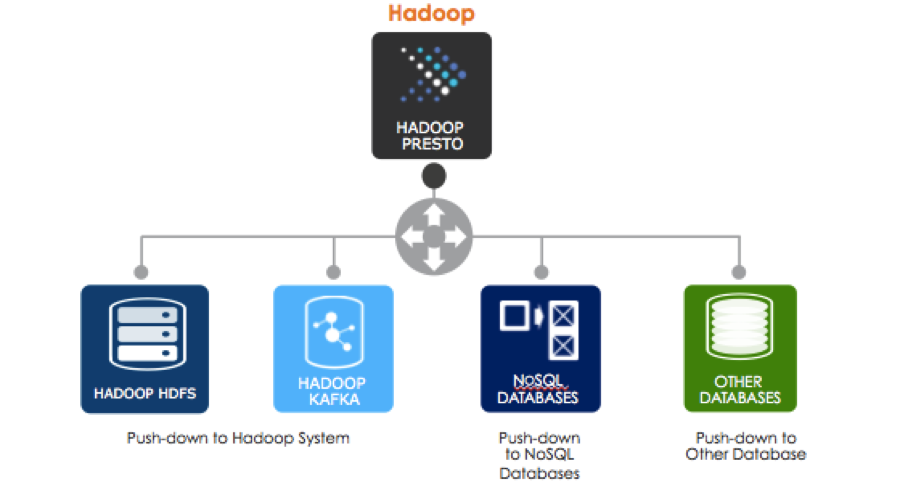 Hadoop
HADOOP
PRESTO
HADOOP HDFS
HADOOP
KAFKA
NoSQL
DATABASES
OTHER
DATABASES
Push-down to Hadoop System
Push-down
to NoSQL
Databases
Push-down to
Other Database